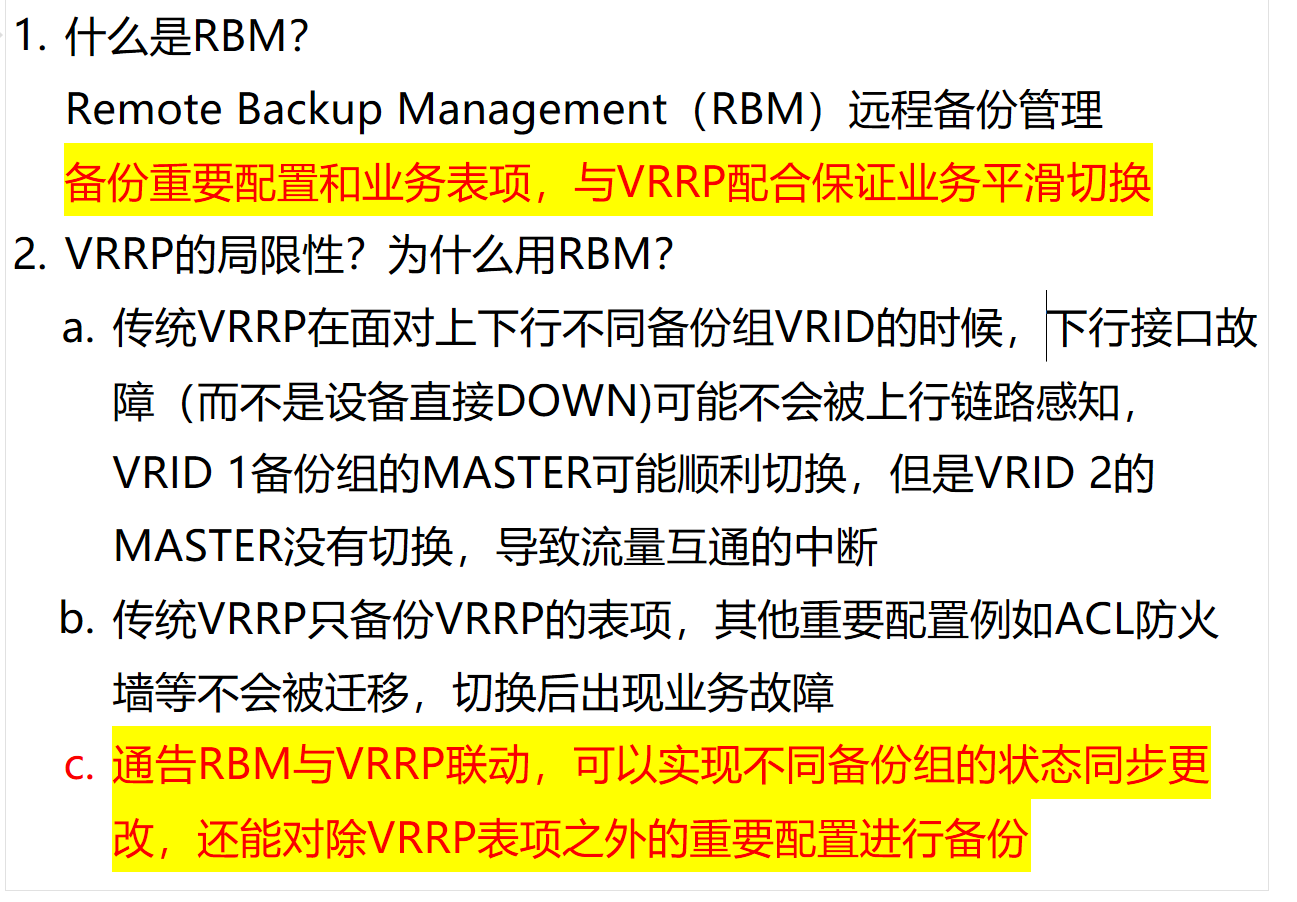 1. 什么是RBM？
Remote Backup Management（RBM）远程备份管理
备份重要配置和业务表项，与VRRP配合保证业务平滑切换
2. VRRP的局限性？为什么用RBM？
a. 传统VRRP在面对上下行不同备份组VRID的时候，下行接口故
障（而不是设备直接DOWN)可能不会被上行链路感知，
VRID 1备份组的MASTER可能顺利切换，但是VRID 2的
MASTER没有切换，导致流量互通的中断
b. 传统VRRP只备份VRRP的表项，其他重要配置例如ACL防火
墙等不会被迁移，切换后出现业务故障
c. 通告RBM与VRRP联动，可以实现不同备份组的状态同步更
改，还能对除VRRP表项之外的重要配置进行备份